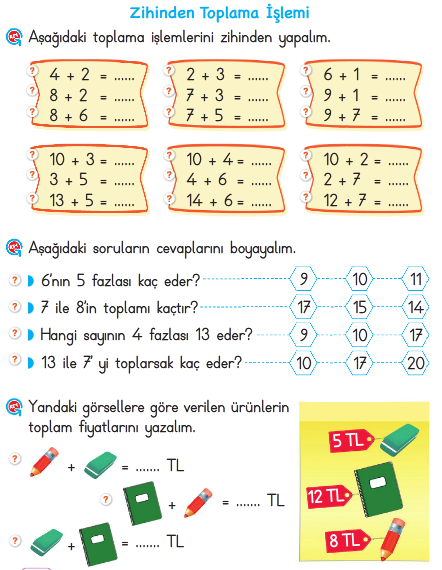 Zihinden Toplama İşlemi
Aşağıdaki toplama işlemlerini zihinden yapalım.
? 4 + 2 = ......
? 8 + 2 = ......
? 8 + 6 = ......
? 2 + 3 = ......
? 7 + 3 = ......
? 7 + 5 = ......
? 6 + 1 = ......
? 9 + 1 = ......
? 9 + 7 = ......
? 10 + 3 = ......
? 3 + 5 = ......
? 13 + 5 = ......
? 10 + 4 = ......
? 4 + 6 = ......
? 14 + 6 = ......
? 10 + 2 = ......
? 2 + 7 = ......
? 12 + 7 = ......
Aşağıdaki soruların cevaplarını boyayalım.
? 6'nın 5 fazlası kaç eder? 9 10 11
? 7 ile 8'in toplamı kaçtır? 17 15 14
? Hangi sayının 4 fazlası 13 eder? 9 10 17
? 13 ile 7' yi toplarsak kaç eder? 10 17 20
Yandaki görsellere göre verilen ürünlerin
toplam fiyatlarını yazalım.
? + = ....... TL
? + = ....... TL
? + = ....... TL
5 TL
12 TL
8 TL